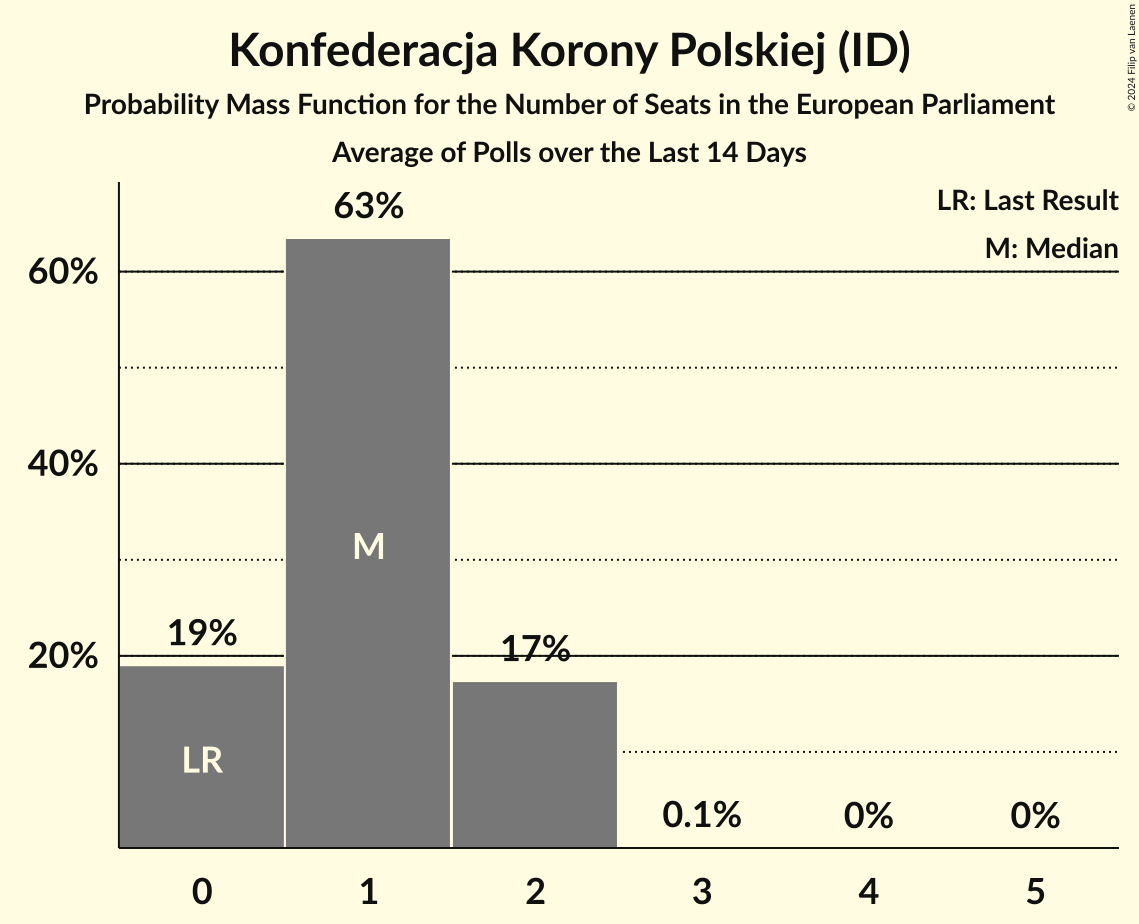 Konfederacja Korony Polskiej (ID)
Probability Mass Function for the Number of Seats in the European Parliament
Average of Polls over the Last 14 Days
© 2024 Filip van Laenen
LR: Last Result
M: Median
63%
60%
40%
M
19%
17%
20%
LR
0.1%
0%
0%
0
1
2
3
4
5